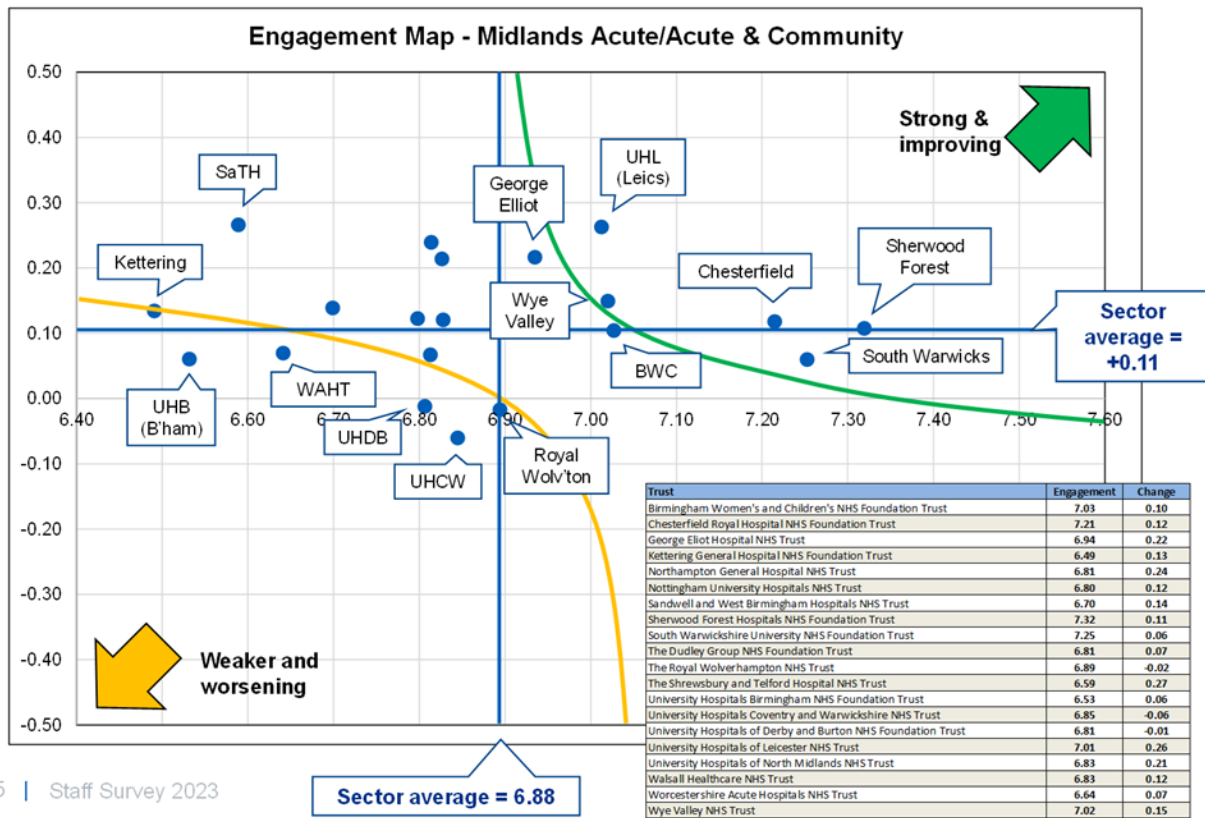 Engagement Map - Midlands Acute/Acute & Community
0.50
0.40
0.30
0.20
0.10
0.00
-0.10
-0.20
-0.30
-0.40
-0.50
6.40
6.50
6.60
6.70
6.80
6.90
7.00
7.10
7.20
7.30
7.40
7.50
7.60
Strong &
improving
SaTH
George
Elliot
UHL
(Leics)
Kettering
Chesterfield
Sherwood
Forest
Wye
Valley
Sector
average =
+0.11
BWC
South Warwicks
UHB
(B'ham)
WAHT
UHDB
UHCW
Royal
Wolv'ton
Weaker and
worsening
Sector average = 6.88
Trust Engagement Change
Birmingham Women's and Children's NHS Foundation Trust 7.03 0.10
Chesterfield Royal Hospital NHS Foundation Trust 7.21 0.12
George Eliot Hospital NHS Trust 6.94 0.22
Kettering General Hospital NHS Foundation Trust 6.49 0.13
Northampton General Hospital NHS Trust 6.81 0.24
Nottingham University Hospitals NHS Trust 6.80 0.12
Sandwell and West Birmingham Hospitals NHS Trust 6.70 0.14
Sherwood Forest Hospitals NHS Foundation Trust 7.32 0.11
South Warwickshire University NHS Foundation Trust 7.25 0.06
The Dudley Group NHS Foundation Trust 6.81 0.07
The Royal Wolverhampton NHS Trust 6.89 -0.02
The Shrewsbury and Telford Hospital NHS Trust 6.59 0.27
University Hospitals Birmingham NHS Foundation Trust 6.53 0.06
University Hospitals Coventry and Warwickshire NHS Trust 6.85 -0.06
University Hospitals of Derby and Burton NHS Foundation Trust 6.81 -0.01
University Hospitals of Leicester NHS Trust 7.01 0.26
University Hospitals of North Midlands NHS Trust 6.83 0.21
Walsall Healthcare NHS Trust 6.83 0.12
Worcestershire Acute Hospitals NHS Trust 6.64 0.07
Wye Valley NHS Trust 7.02 0.15
5 | Staff Survey 2023